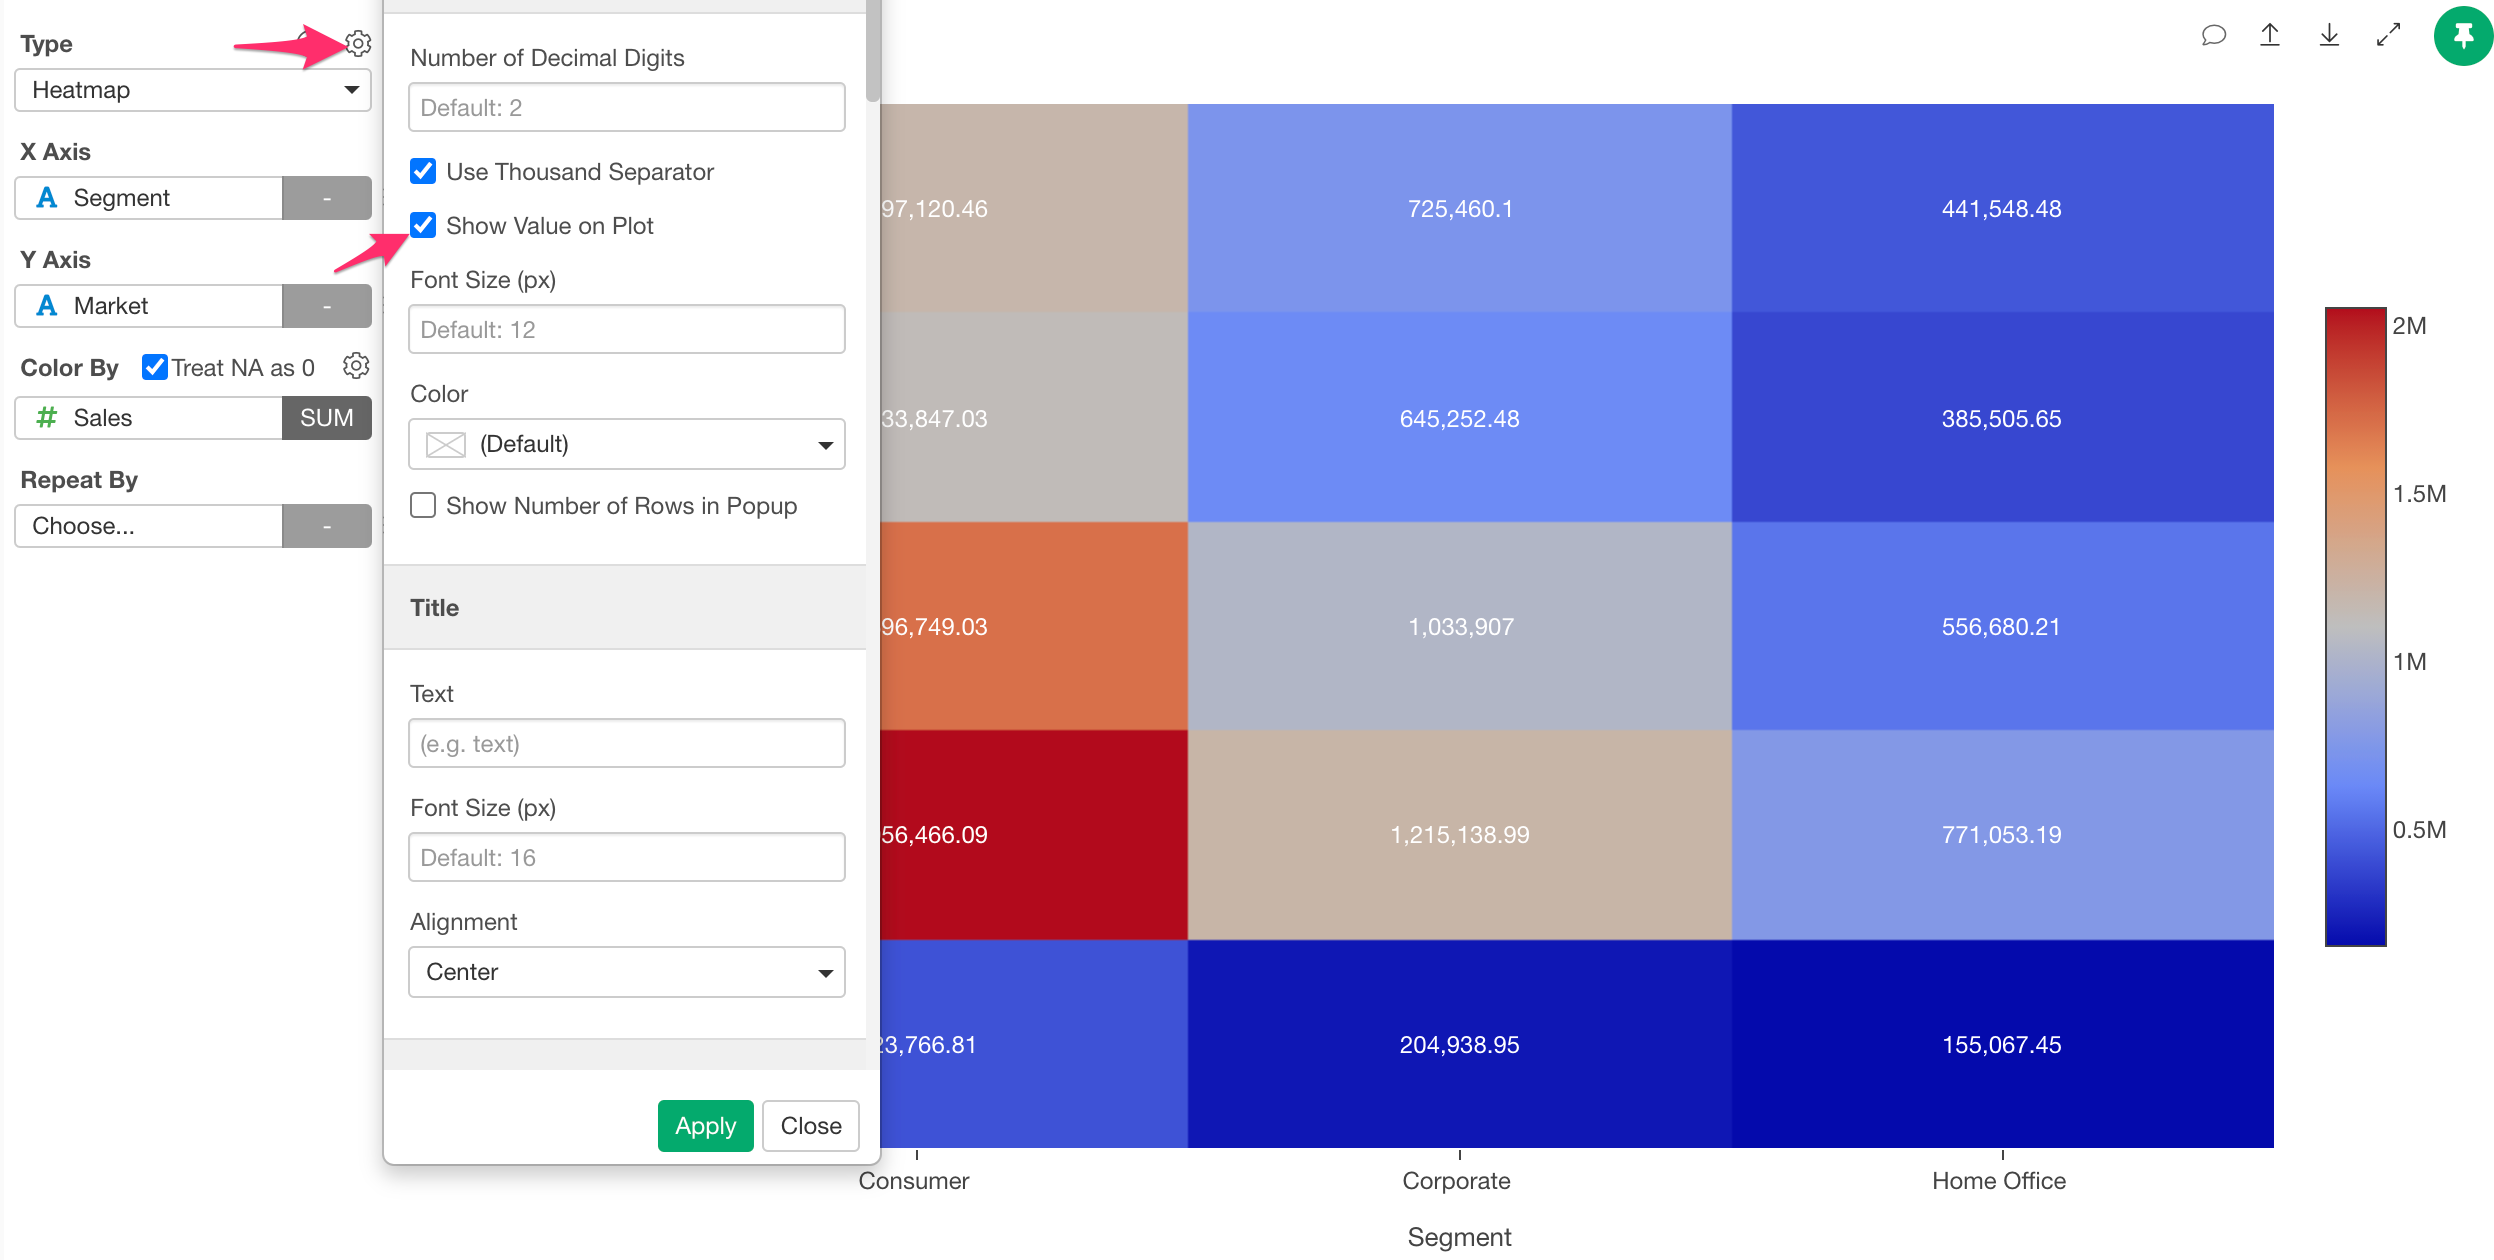 Type
Heatmap
X Axis
Segment
-
Y Axis
Market
-
Color By
Treat NA as 0
Sales
SUM
Repeat By
Choose...
-
Number of Decimal Digits
Default: 2
Use Thousand Separator
Show Value on Plot
Font Size (px)
Default: 12
Color
(Default)
Show Number of Rows in Popup
Title
Text
(e.g. text)
Font Size (px)
Default: 16
Alignment
Center
Apply
Close
97,120.46
725,460.1
441,548.48
33,847.03
645,252.48
385,505.65
96,749.03
1,033,907
556,680.21
56,466.09
1,215,138.99
771,053.19
23,766.81
204,938.95
155,067.45
Consumer
Corporate
Home Office
Segment
2M
1.5M
1M
0.5M